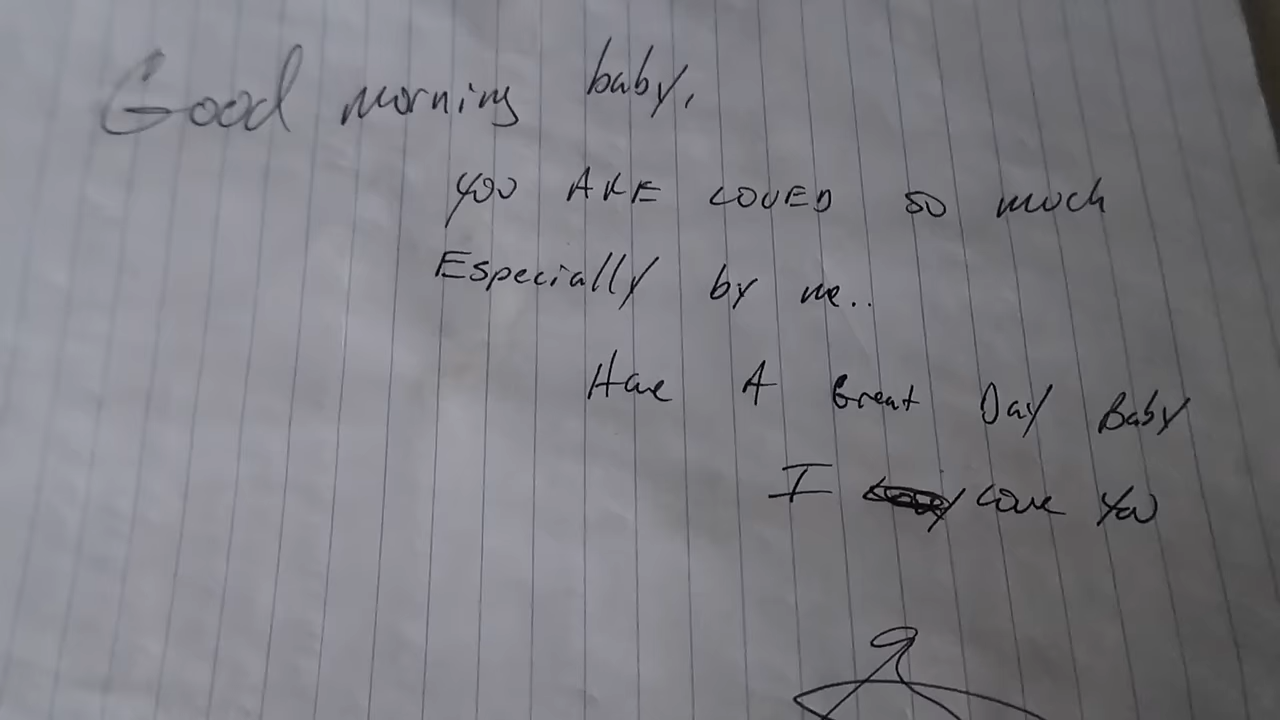 Good morning baby,
YOU ARE LOVED SO much
Especially by me..
Have A Great Day Baby
I Love You